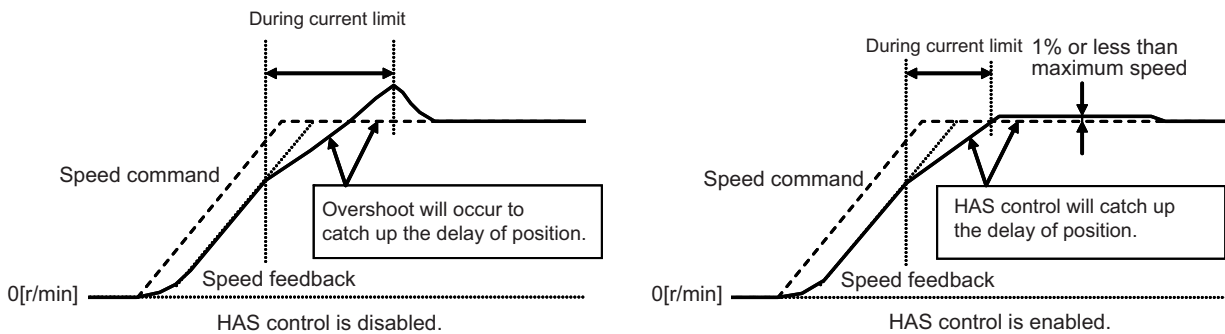 During current limit
Speed command
Overshoot will occur to
catch up the delay of position.
Speed feedback
0[r/min]
HAS control is disabled.
During current limit
1% or less than
maximum speed
Speed command
HAS control will catch up
the delay of position.
Speed feedback
0[r/min]
HAS control is enabled.